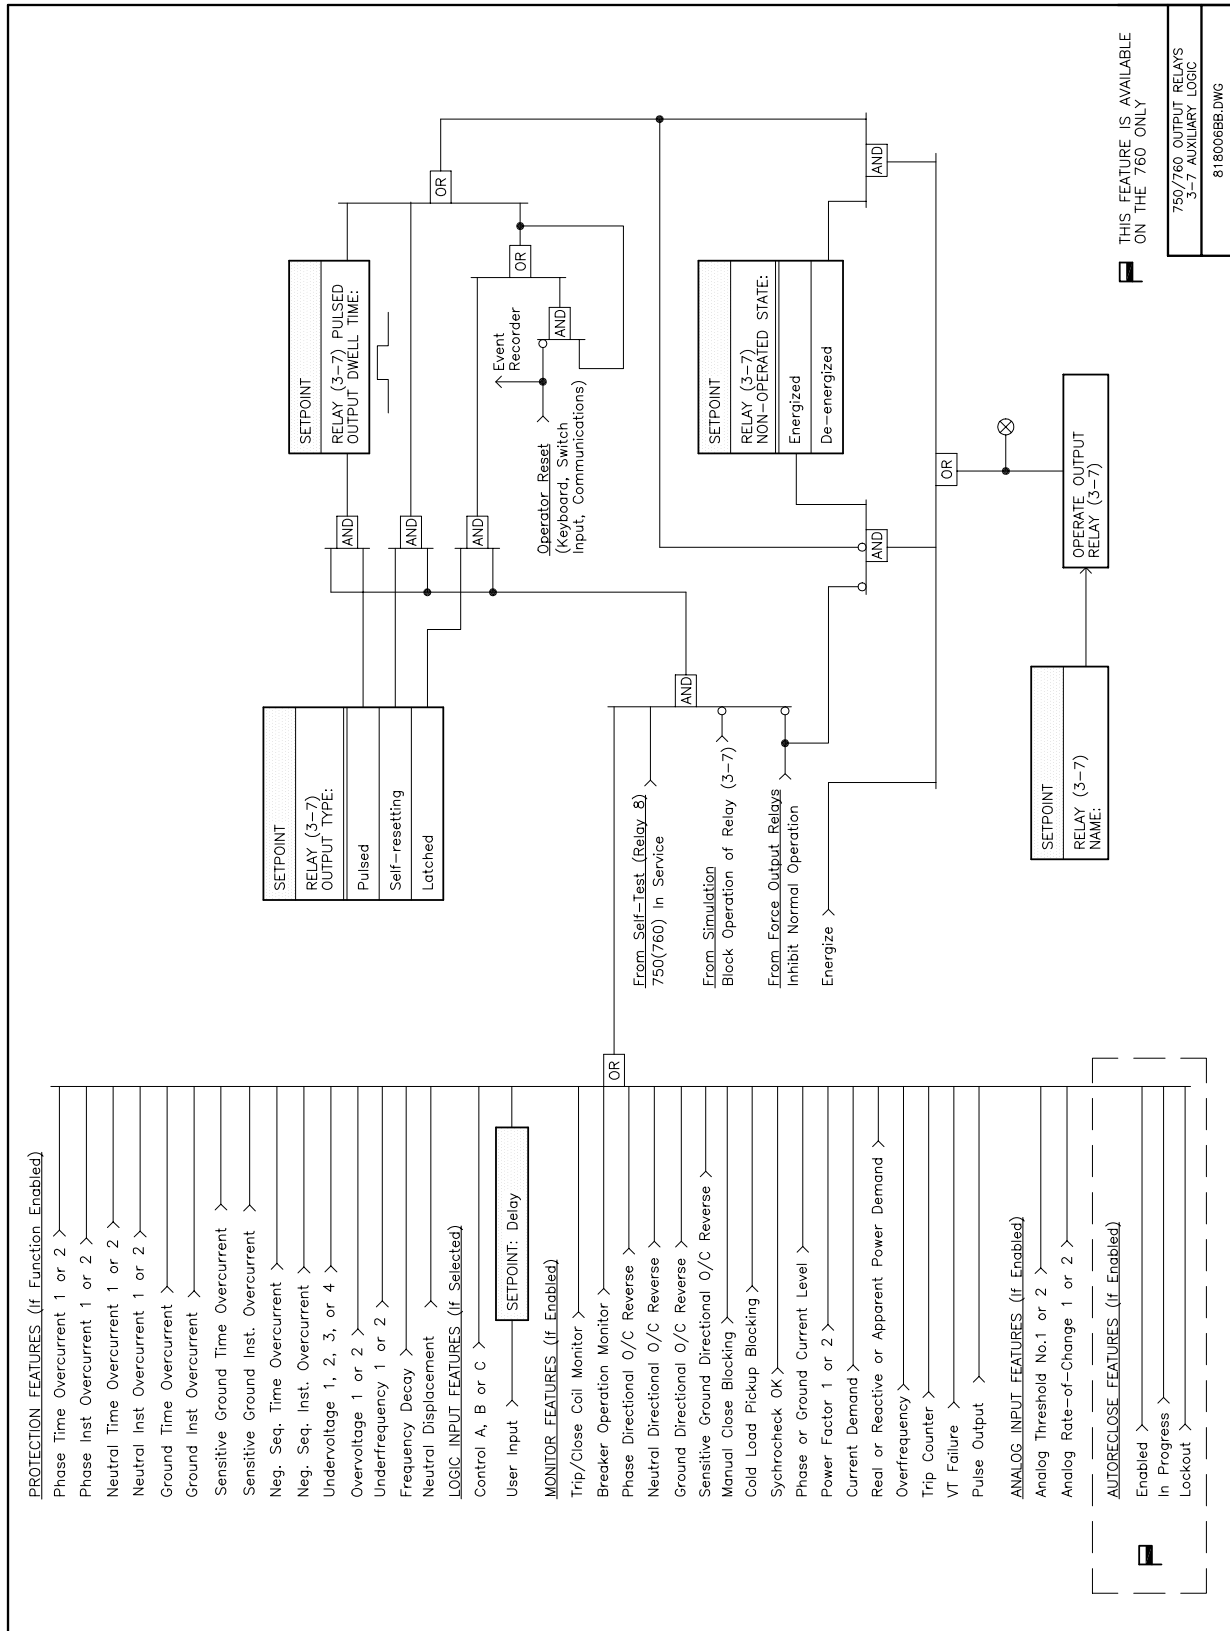 PROTECTION FEATURES (If Function Enabled)
Phase Time Overcurrent 1 or 2
Phase Inst Overcurrent 1 or 2
Neutral Time Overcurrent 1 or 2
Neutral Inst Overcurrent 1 or 2
Ground Time Overcurrent
Ground Inst Overcurrent
Sensitive Ground Time Overcurrent
Sensitive Ground Inst. Overcurrent
Neg. Seq. Time Overcurrent
Neg. Seq. Inst. Overcurrent
Undervoltage 1, 2, 3, or 4
Overvoltage 1 or 2
Underfrequency 1 or 2
Frequency Decay
Neutral Displacement
LOGIC INPUT FEATURES (If Selected)
Control A, B or C
User Input
SETPOINT: Delay
MONITOR FEATURES (If Enabled)
Trip/Close Coil Monitor
Breaker Operation Monitor
Phase Directional O/C Reverse
Neutral Directional O/C Reverse
Ground Directional O/C Reverse
Sensitive Ground Directional O/C Reverse
Manual Close Blocking
Cold Load Pickup Blocking
Sychrocheck OK
Phase or Ground Current Level
Power Factor 1 or 2
Current Demand
Real or Reactive or Apparent Power Demand
Overfrequency
Trip Counter
VT Failure
Pulse Output
ANALOG INPUT FEATURES (If Enabled)
Analog Threshold No.1 or 2
Analog Rate-of-Change 1 or 2
AUTORECLOSE FEATURES (If Enabled)
Enabled
In Progress
Lockout
OR
SETPOINT
RELAY (3-7)
OUTPUT TYPE:
Pulsed
Self-resetting
Latched
From Self-Test (Relay 8)
750(760) In Service
From Simulation
Block Operation of Relay (3-7)
From Force Output Relays
Inhibit Normal Operation
Energize
AND
SETPOINT
RELAY (3-7)
NAME:
AND
AND
AND
SETPOINT
RELAY (3-7) PULSED
OUTPUT DWELL TIME:
Operator Reset
(Keyboard, Switch
Input, Communications)
Event
Recorder
AND
OR
OR
SETPOINT
RELAY (3-7)
NON-OPERATED STATE:
Energized
De-energized
AND
AND
OR
OPERATE OUTPUT
RELAY (3-7)
THIS FEATURE IS AVAILABLE
ON THE 760 ONLY
750/760 OUTPUT RELAYS
3-7 AUXILIARY LOGIC
818006BB.DWG